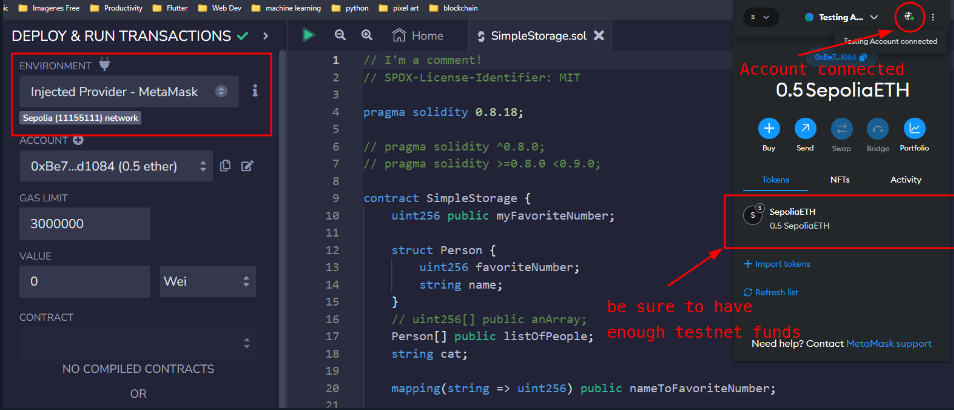 ic Imagenes Free Productivity Flutter Web Dev machine learning python pixel art blockchain
DEPLOY & RUN TRANSACTIONS
ENVIRONMENT
Injected Provider - MetaMask
i
Sepolia (11155111) network
ACCOUNT
0xBe7...d1084 (0.5 ether)
GAS LIMIT
3000000
VALUE
0 Wei
CONTRACT
NO COMPILED CONTRACTS
OR
Home SimpleStorage.sol
1 // I'm a comment!
2 // SPDX-License-Identifier: MIT
3
4 pragma solidity 0.8.18;
5
6 // pragma solidity ^0.8.0;
7 // pragma solidity >=0.8.0 <0.9.0;
8
9 contract SimpleStorage {
10 uint256 public myFavoriteNumber;
11
12 struct Person {
13 uint256 favoriteNumber;
14 string name;
15 }
16 // uint256[] public anArray;
17 Person[] public listOfPeople;
18 string cat;
19
20 mapping(string => uint256) public nameToFavoriteNumber;
21
S Testing A...
Testing Account connected
0xBe7...d1084
Account connected
0.5 SepoliaETH
Buy Send Swap Bridge Portfolio
Tokens NFTs Activity
S
S SepoliaETH
0.5 SepoliaETH
+ Import tokens
Refresh list
be sure to have
enough testnet funds
Need help? Contact MetaMask support